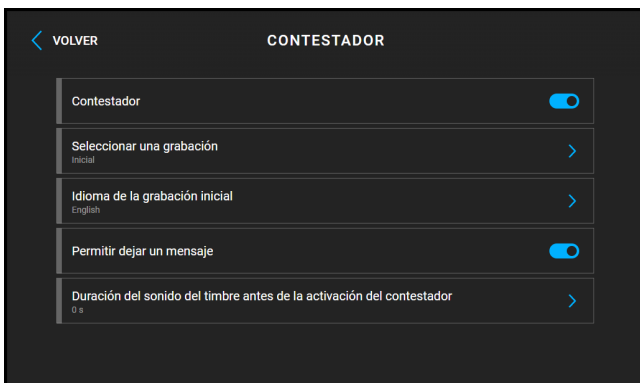 VOLVER
CONTESTADOR
Contestador
Seleccionar una grabación
Inicial
Idioma de la grabación inicial
English
Permitir dejar un mensaje
Duración del sonido del timbre antes de la activación del contestador
0 s